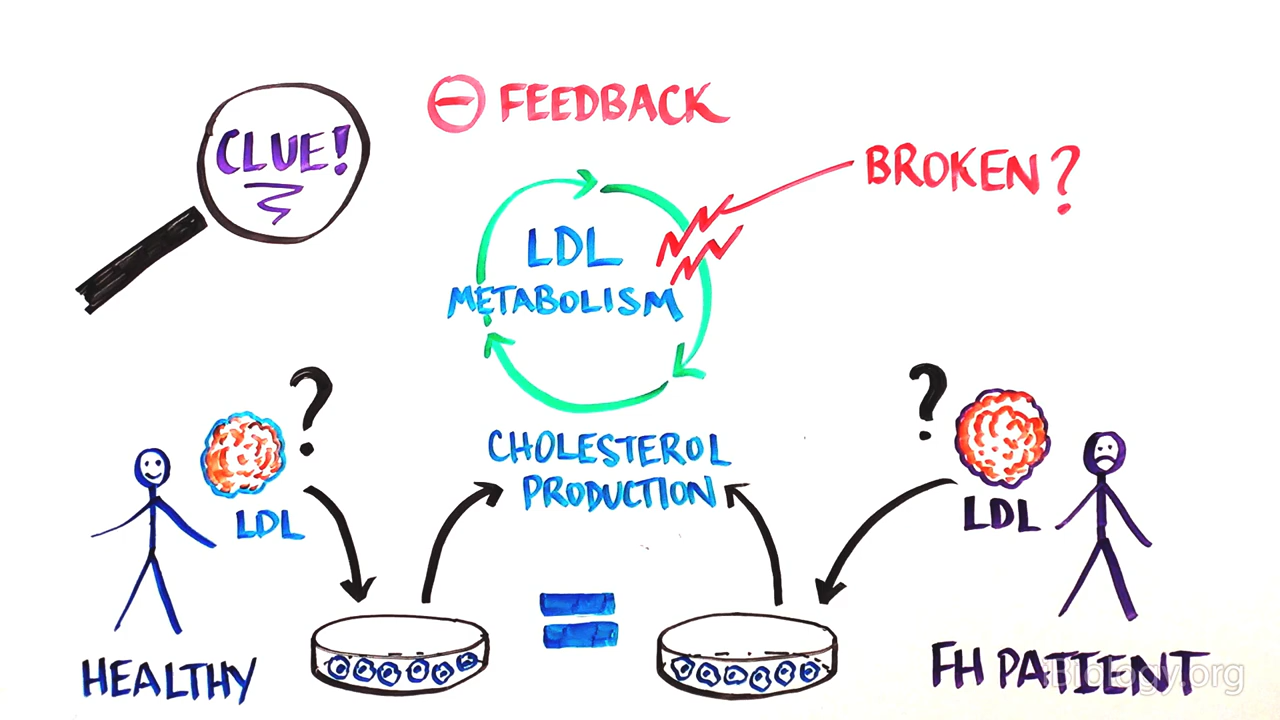 CLUE!
⊖ FEEDBACK
BROKEN?
LDL
METABOLISM
?
?
CHOLESTEROL
PRODUCTION
LDL
LDL
=
HEALTHY
FH PATIENT
iBiology.org